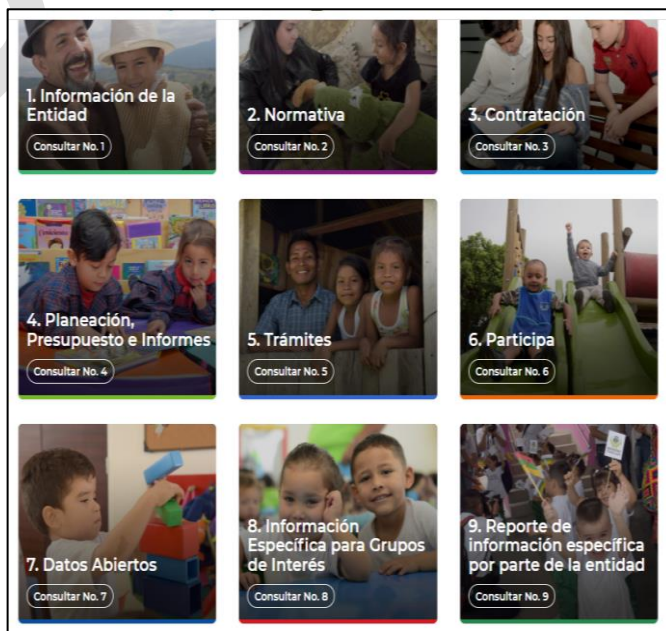 1. Información de la
Entidad
Consultar No. 1
2. Normativa
Consultar No. 2
3. Contratación
Consultar No. 3
4. Planeación,
Presupuesto e Informes
Consultar No. 4
5. Trámites
Consultar No. 5
6. Participa
Consultar No. 6
7. Datos Abiertos
Consultar No. 7
8. Información
Específica para Grupos
de Interés
Consultar No. 8
9. Reporte de
información específica
por parte de la entidad
Consultar No. 9